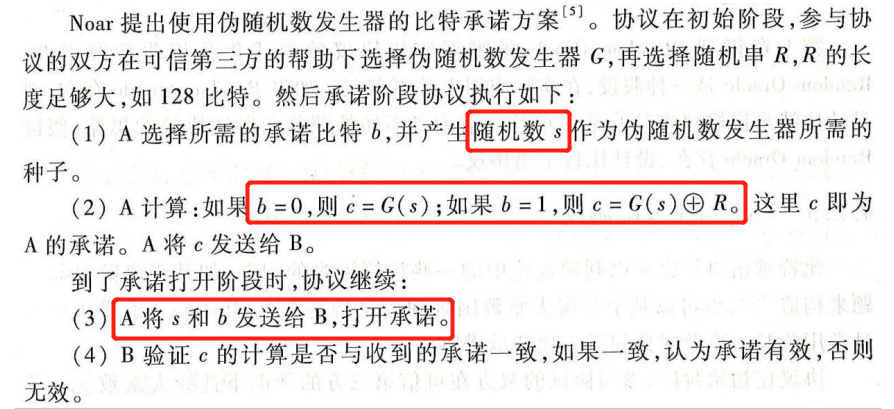 Noar 提出使用伪随机数发生器的比特承诺方案[5]。协议在初始阶段,参与协
议的双方在可信第三方的帮助下选择伪随机数发生器 G,再选择随机串 R,R 的长
度足够大,如 128 比特。然后承诺阶段协议执行如下:
(1) A 选择所需的承诺比特 b,并产生随机数 s 作为伪随机数发生器所需的
种子。
(2) A 计算:如果 b=0,则 c=G(s);如果 b=1,则 c=G(s)⊕R。这里 c 即为
A 的承诺。A 将 c 发送给 B。
到了承诺打开阶段时,协议继续:
(3) A 将 s 和 b 发送给 B,打开承诺。
(4) B 验证 c 的计算是否与收到的承诺一致,如果一致,认为承诺有效,否则
无效。